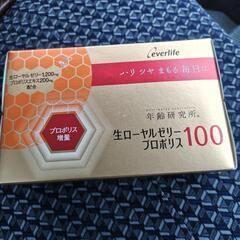 everlife
生ローヤルゼリー1,200mg
プロポリスエキス200mg
配合
ハリ ツヤ まもる 毎日に
プロポリス
増量
年齢研究所®
生ローヤルゼリー
プロポリス100